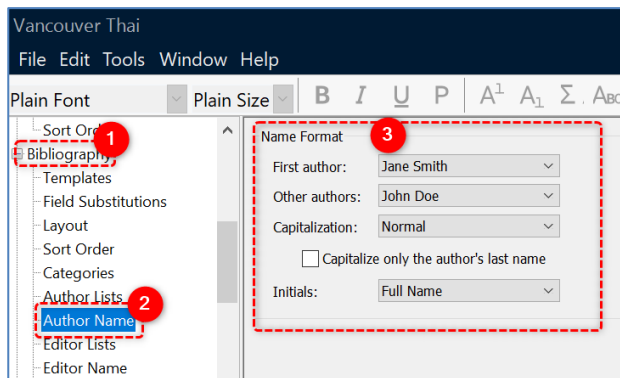 Vancouver Thai
File Edit Tools Window Help
Plain Font Plain Size B I U P A1 A1 Σ
Sort
1
Bibliography
Templates
Field Substitutions
Layout
Sort Order
Categories
Author Lists
2
Author Name
Editor Lists
Editor Name
Name Format
3
First author: Jane Smith
Other authors: John Doe
Capitalization: Normal
Capitalize only the author's last name
Initials: Full Name